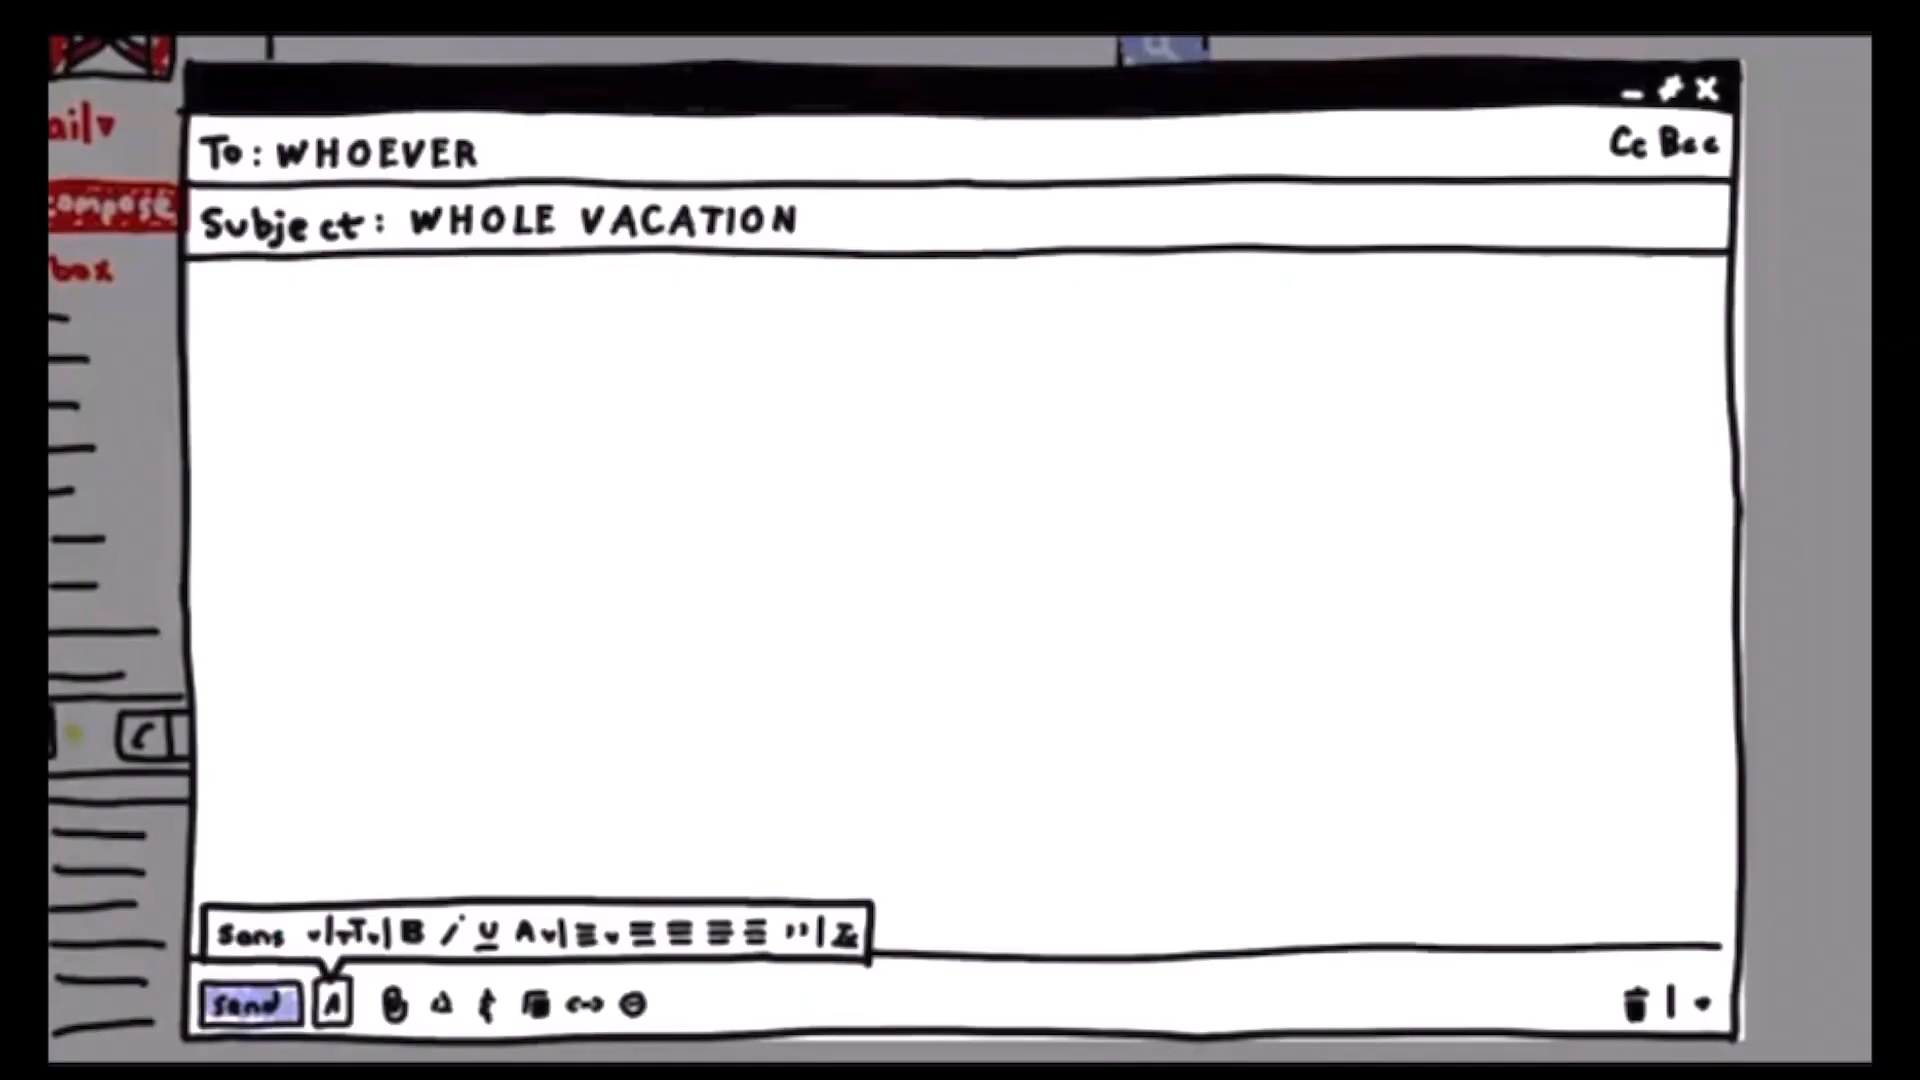 ail
compose
box
To: WHOEVER
Cc Bcc
Subject: WHOLE VACATION
Sans T B i U A
Send A